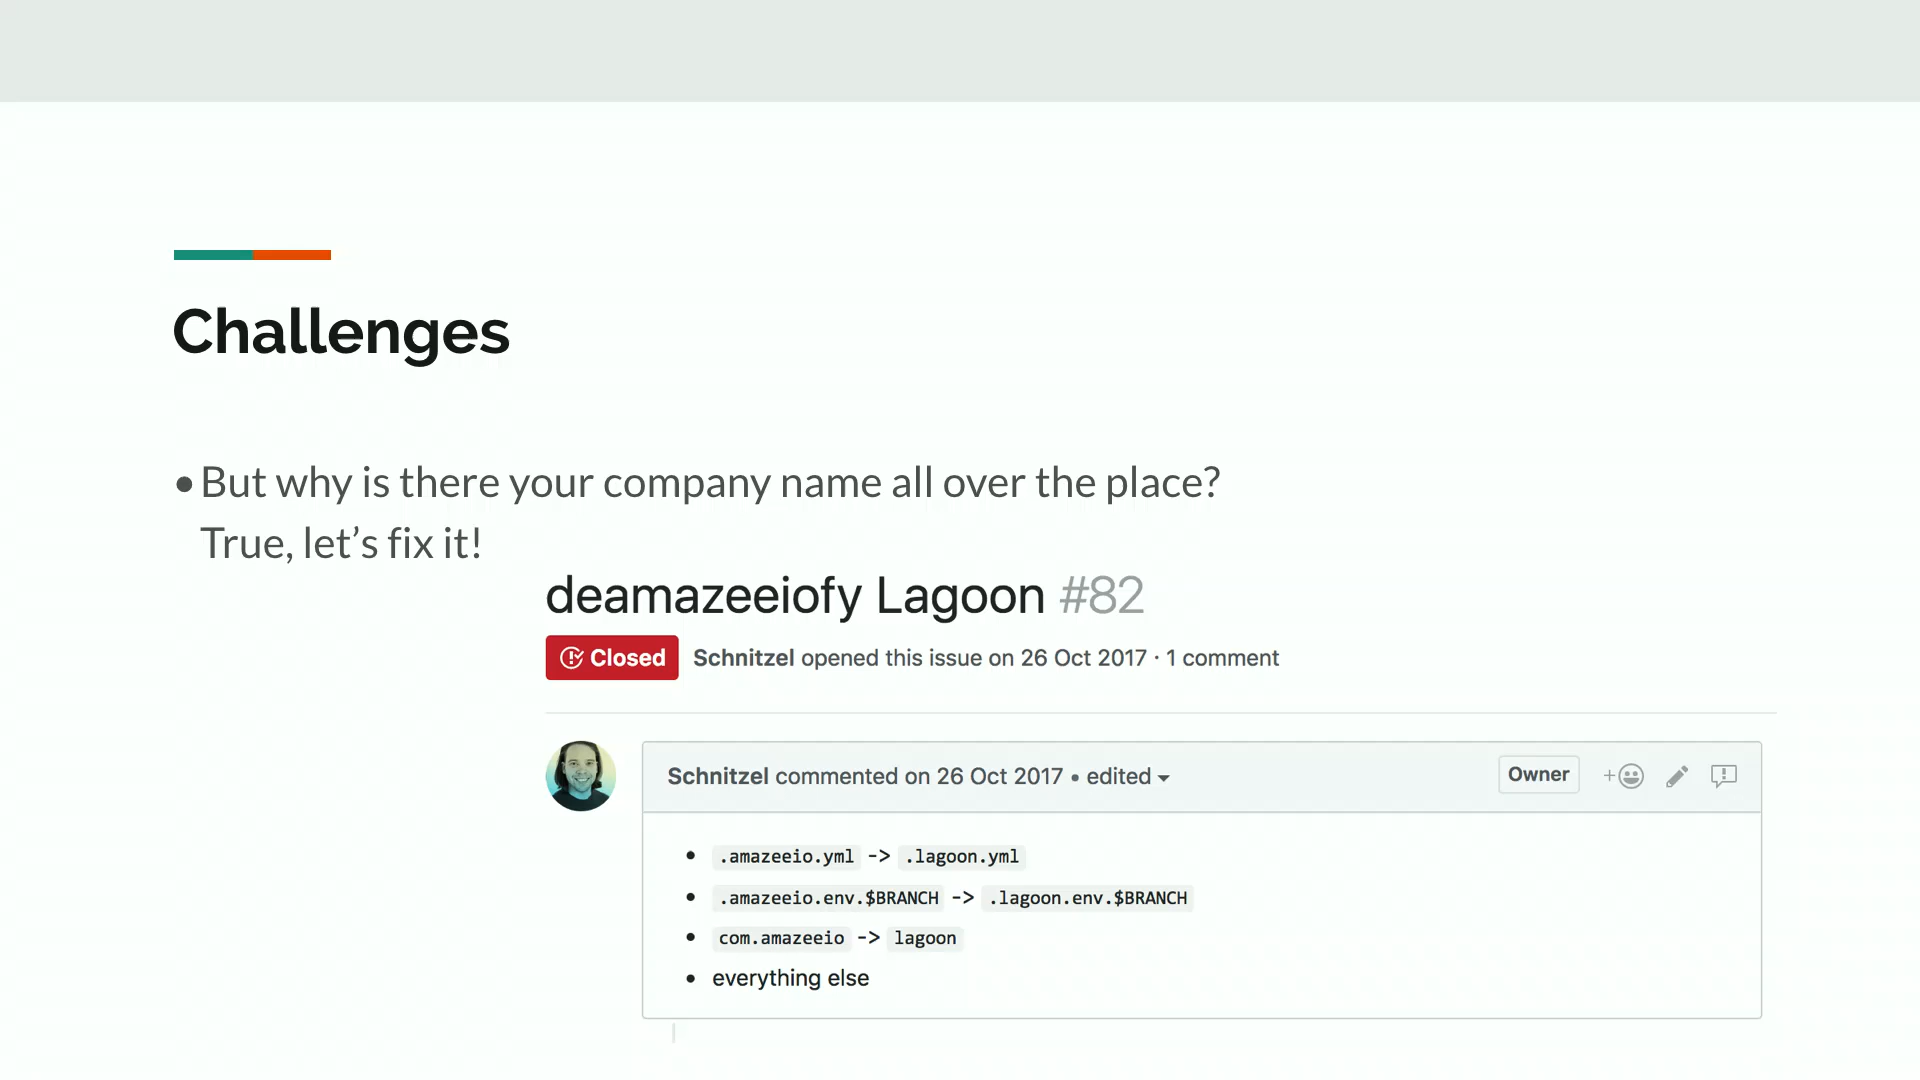 Challenges
● But why is there your company name all over the place?
True, let’s fix it!
deamazeeiofy Lagoon #82
Closed Schnitzel opened this issue on 26 Oct 2017 · 1 comment
Schnitzel commented on 26 Oct 2017 • edited Owner
• .amazeeio.yml -> .lagoon.yml
• .amazeeio.env.$BRANCH -> .lagoon.env.$BRANCH
• com.amazeeio -> lagoon
• everything else